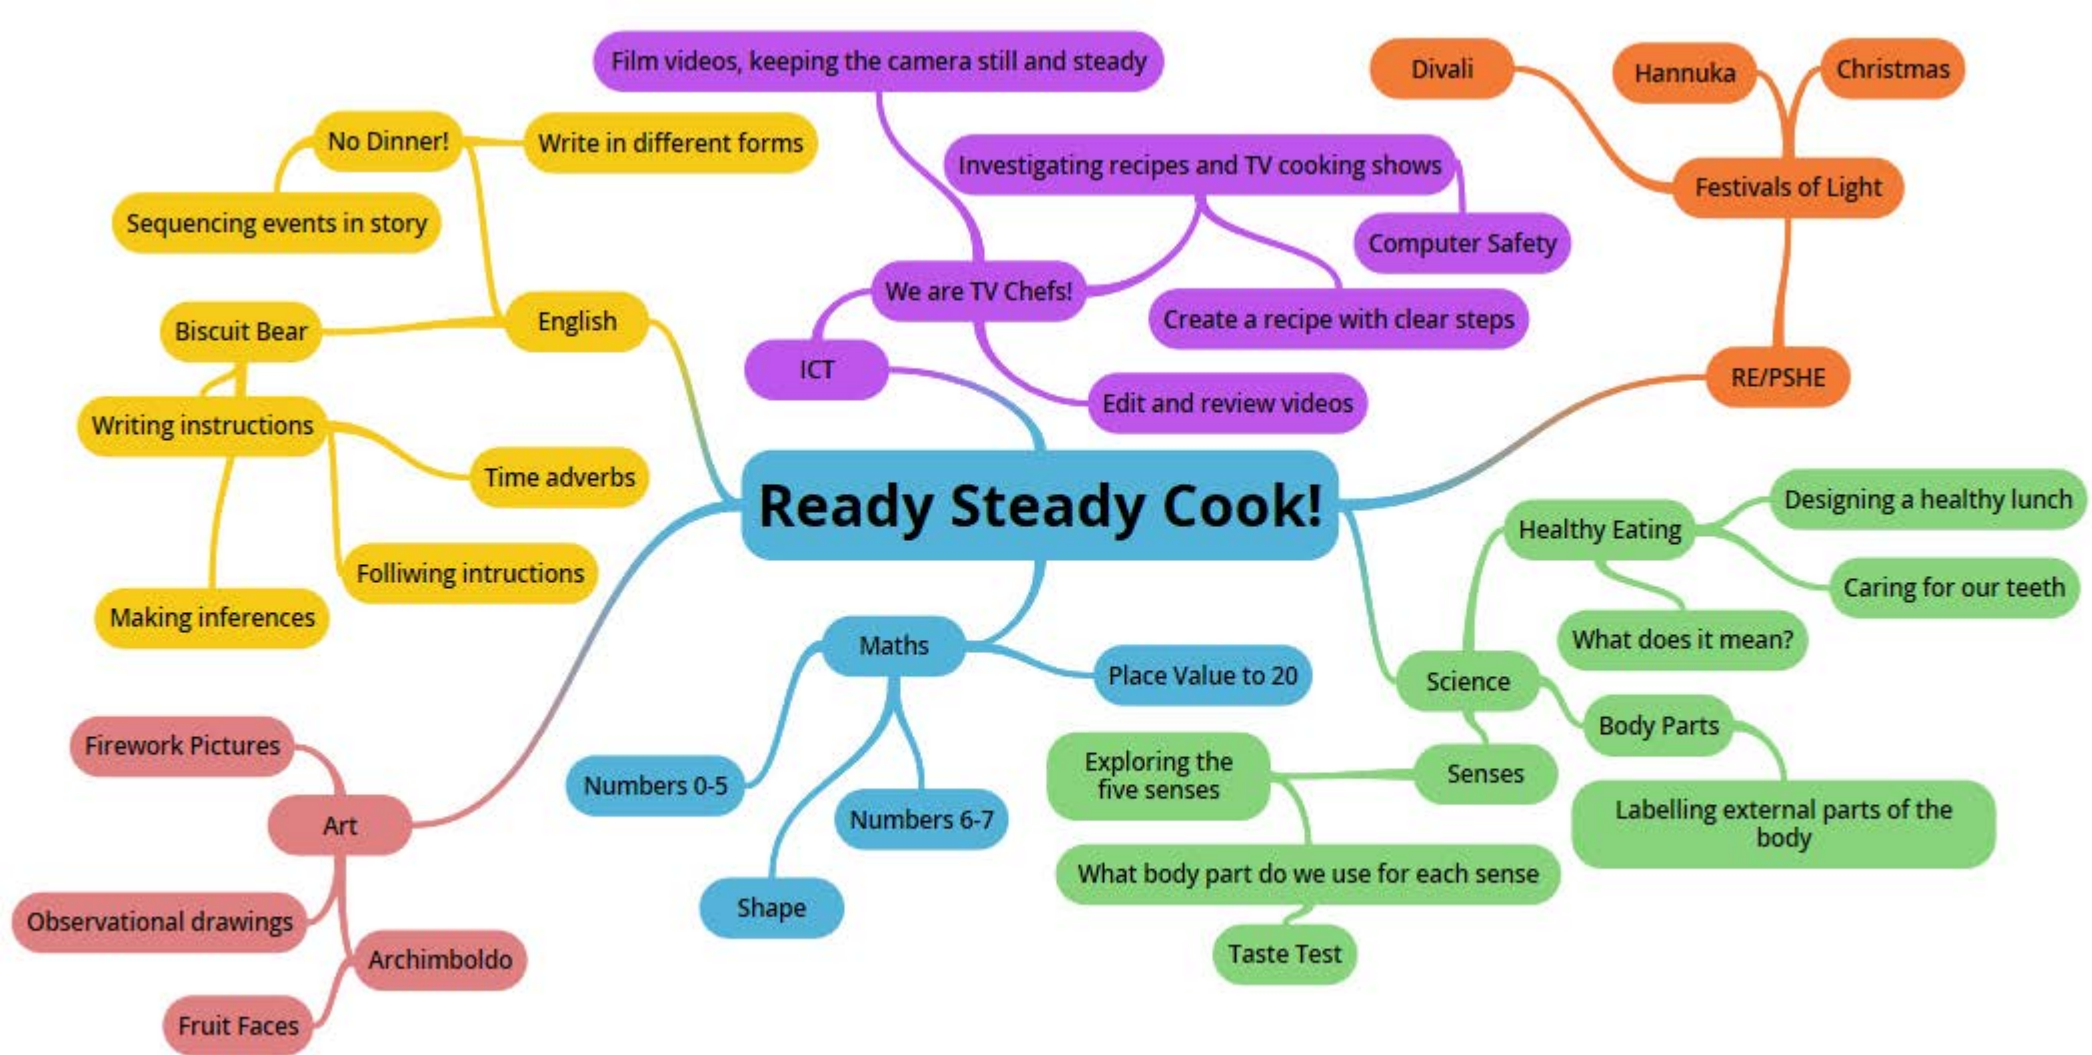 Film videos, keeping the camera still and steady
Divali
Hannuka
Christmas
No Dinner!
Write in different forms
Investigating recipes and TV cooking shows
Festivals of Light
Sequencing events in story
Computer Safety
We are TV Chefs!
Create a recipe with clear steps
English
Biscuit Bear
ICT
RE/PSHE
Edit and review videos
Writing instructions
Time adverbs
Ready Steady Cook!
Designing a healthy lunch
Healthy Eating
Folliwing intructions
Caring for our teeth
Making inferences
What does it mean?
Maths
Place Value to 20
Science
Body Parts
Firework Pictures
Exploring the
five senses
Senses
Numbers 0-5
Labelling external parts of the
body
Art
Numbers 6-7
What body part do we use for each sense
Shape
Observational drawings
Taste Test
Archimboldo
Fruit Faces